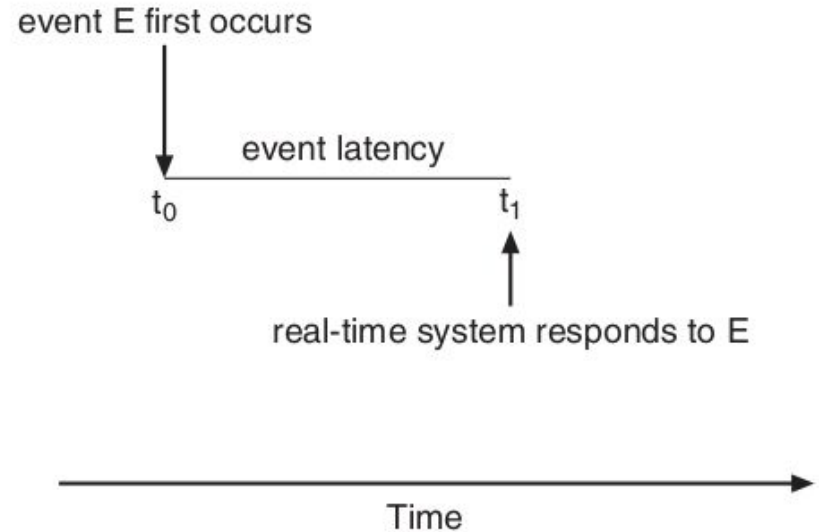 event E first occurs
event latency
t₀
t₁
real-time system responds to E
Time